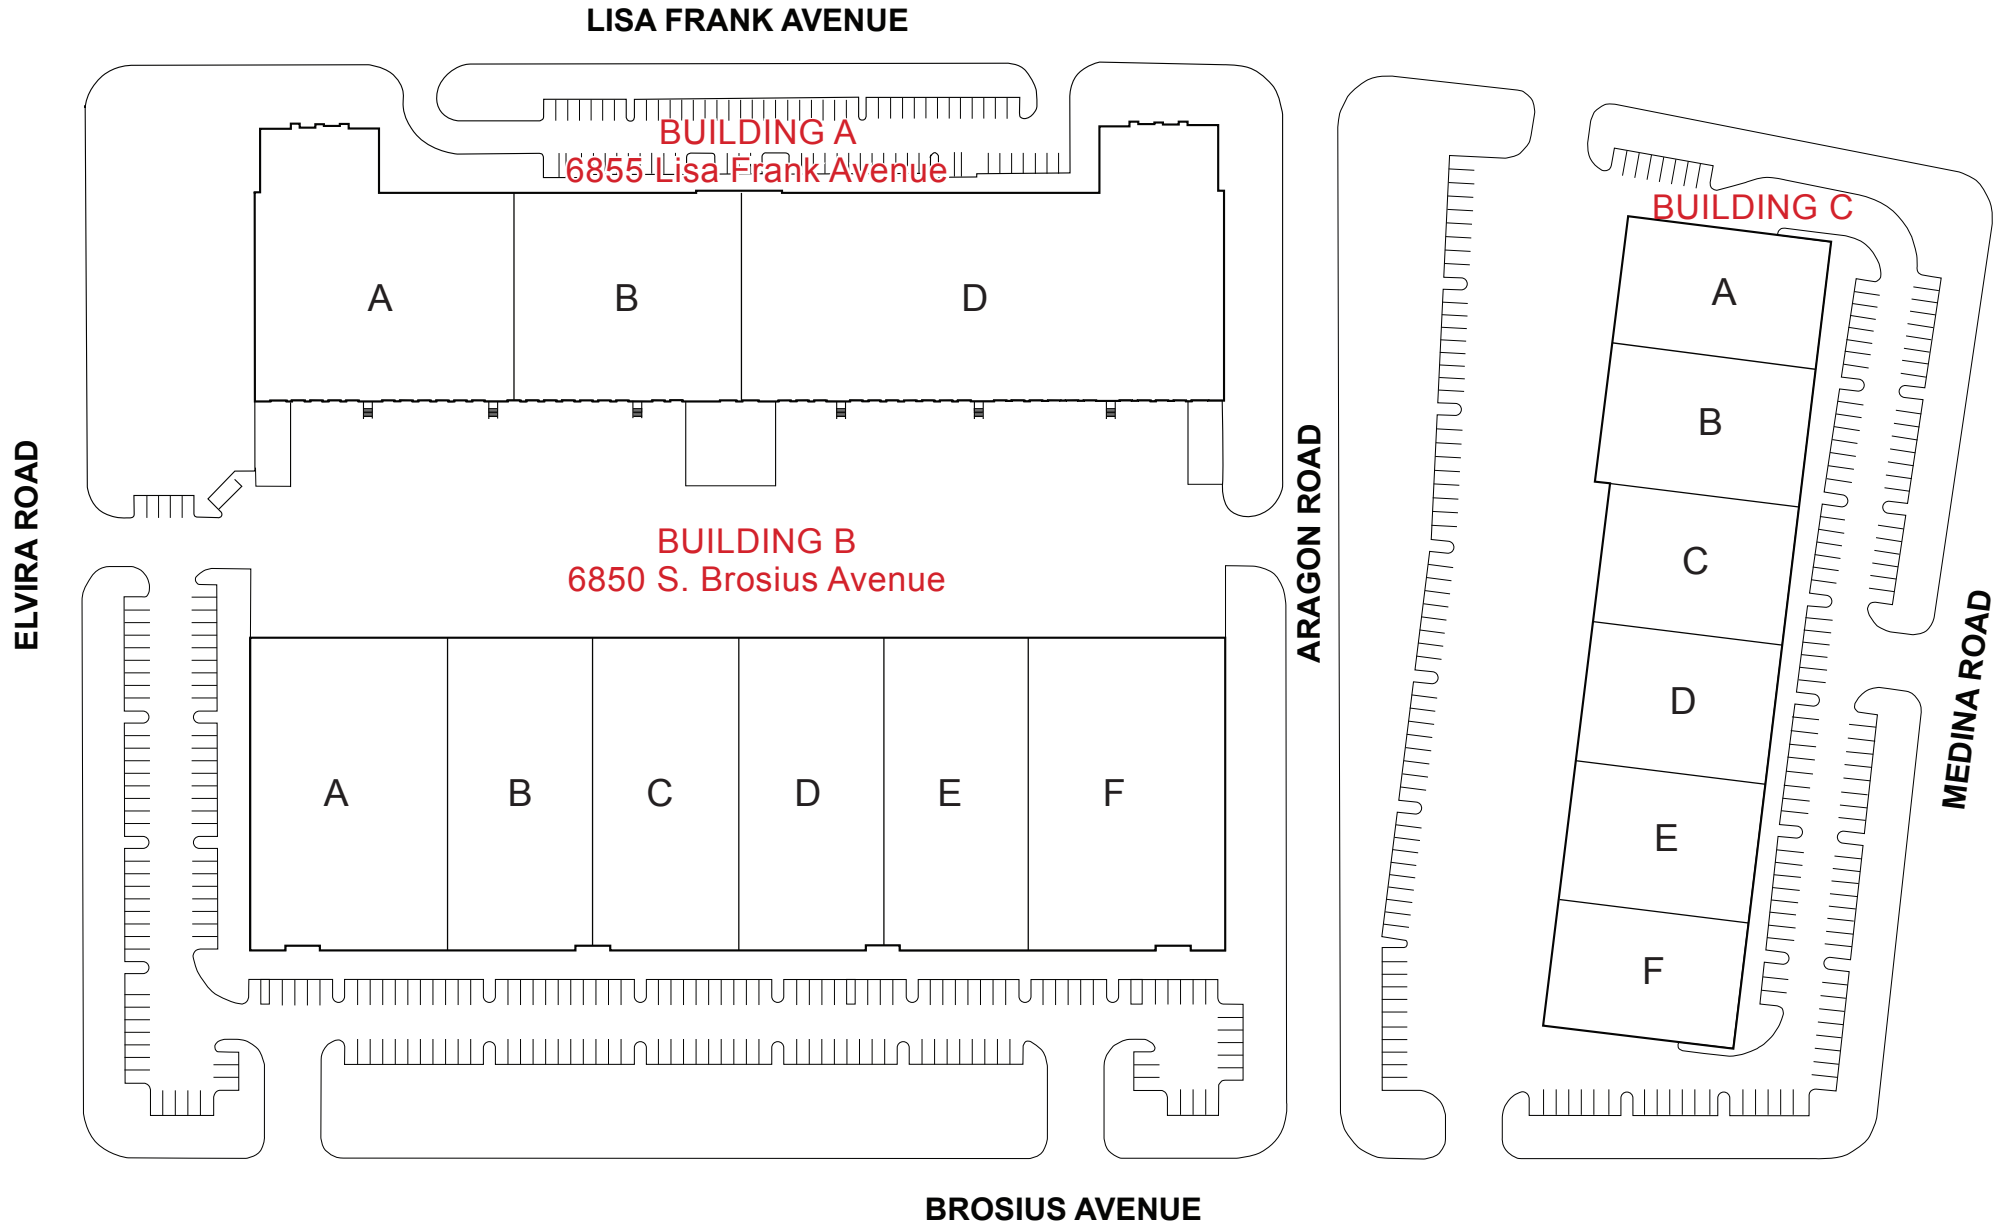 LISA FRANK AVENUE
BUILDING A
6855 Lisa Frank Avenue
BUILDING C
A
B
D
A
B
C
D
E
F
ELVIRA ROAD
BUILDING B
6850 S. Brosius Avenue
ARAGON ROAD
MEDINA ROAD
A
B
C
D
E
F
BROSIUS AVENUE